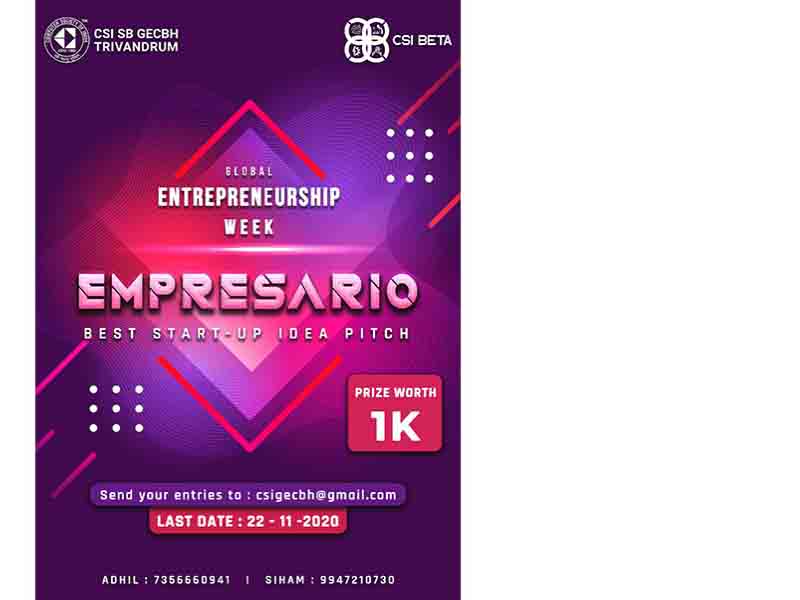 CSI SB GECBH
TRIVANDRUM
CSI BETA
GLOBAL
ENTREPRENEURSHIP
WEEK
EMPRESARIO
BEST START-UP IDEA PITCH
PRIZE WORTH
1K
Send your entries to : csigecbh@gmail.com
LAST DATE : 22 - 11 -2020
ADHIL : 7356660941 | SIHAM : 9947210730